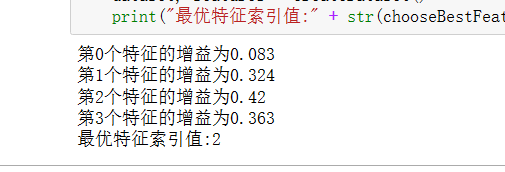 print("最优特征索引值:" + str(chooseBestFeat
第0个特征的增益为0.083
第1个特征的增益为0.324
第2个特征的增益为0.42
第3个特征的增益为0.363
最优特征索引值:2